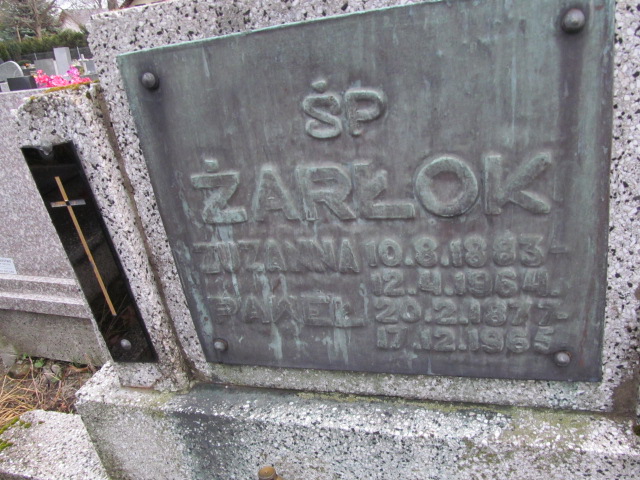 ŚP
ŻARŁOK
ZUZANNA 10.8.1883-
12.4.1964.
PAWEŁ 20.2.1877-
17.12.1965